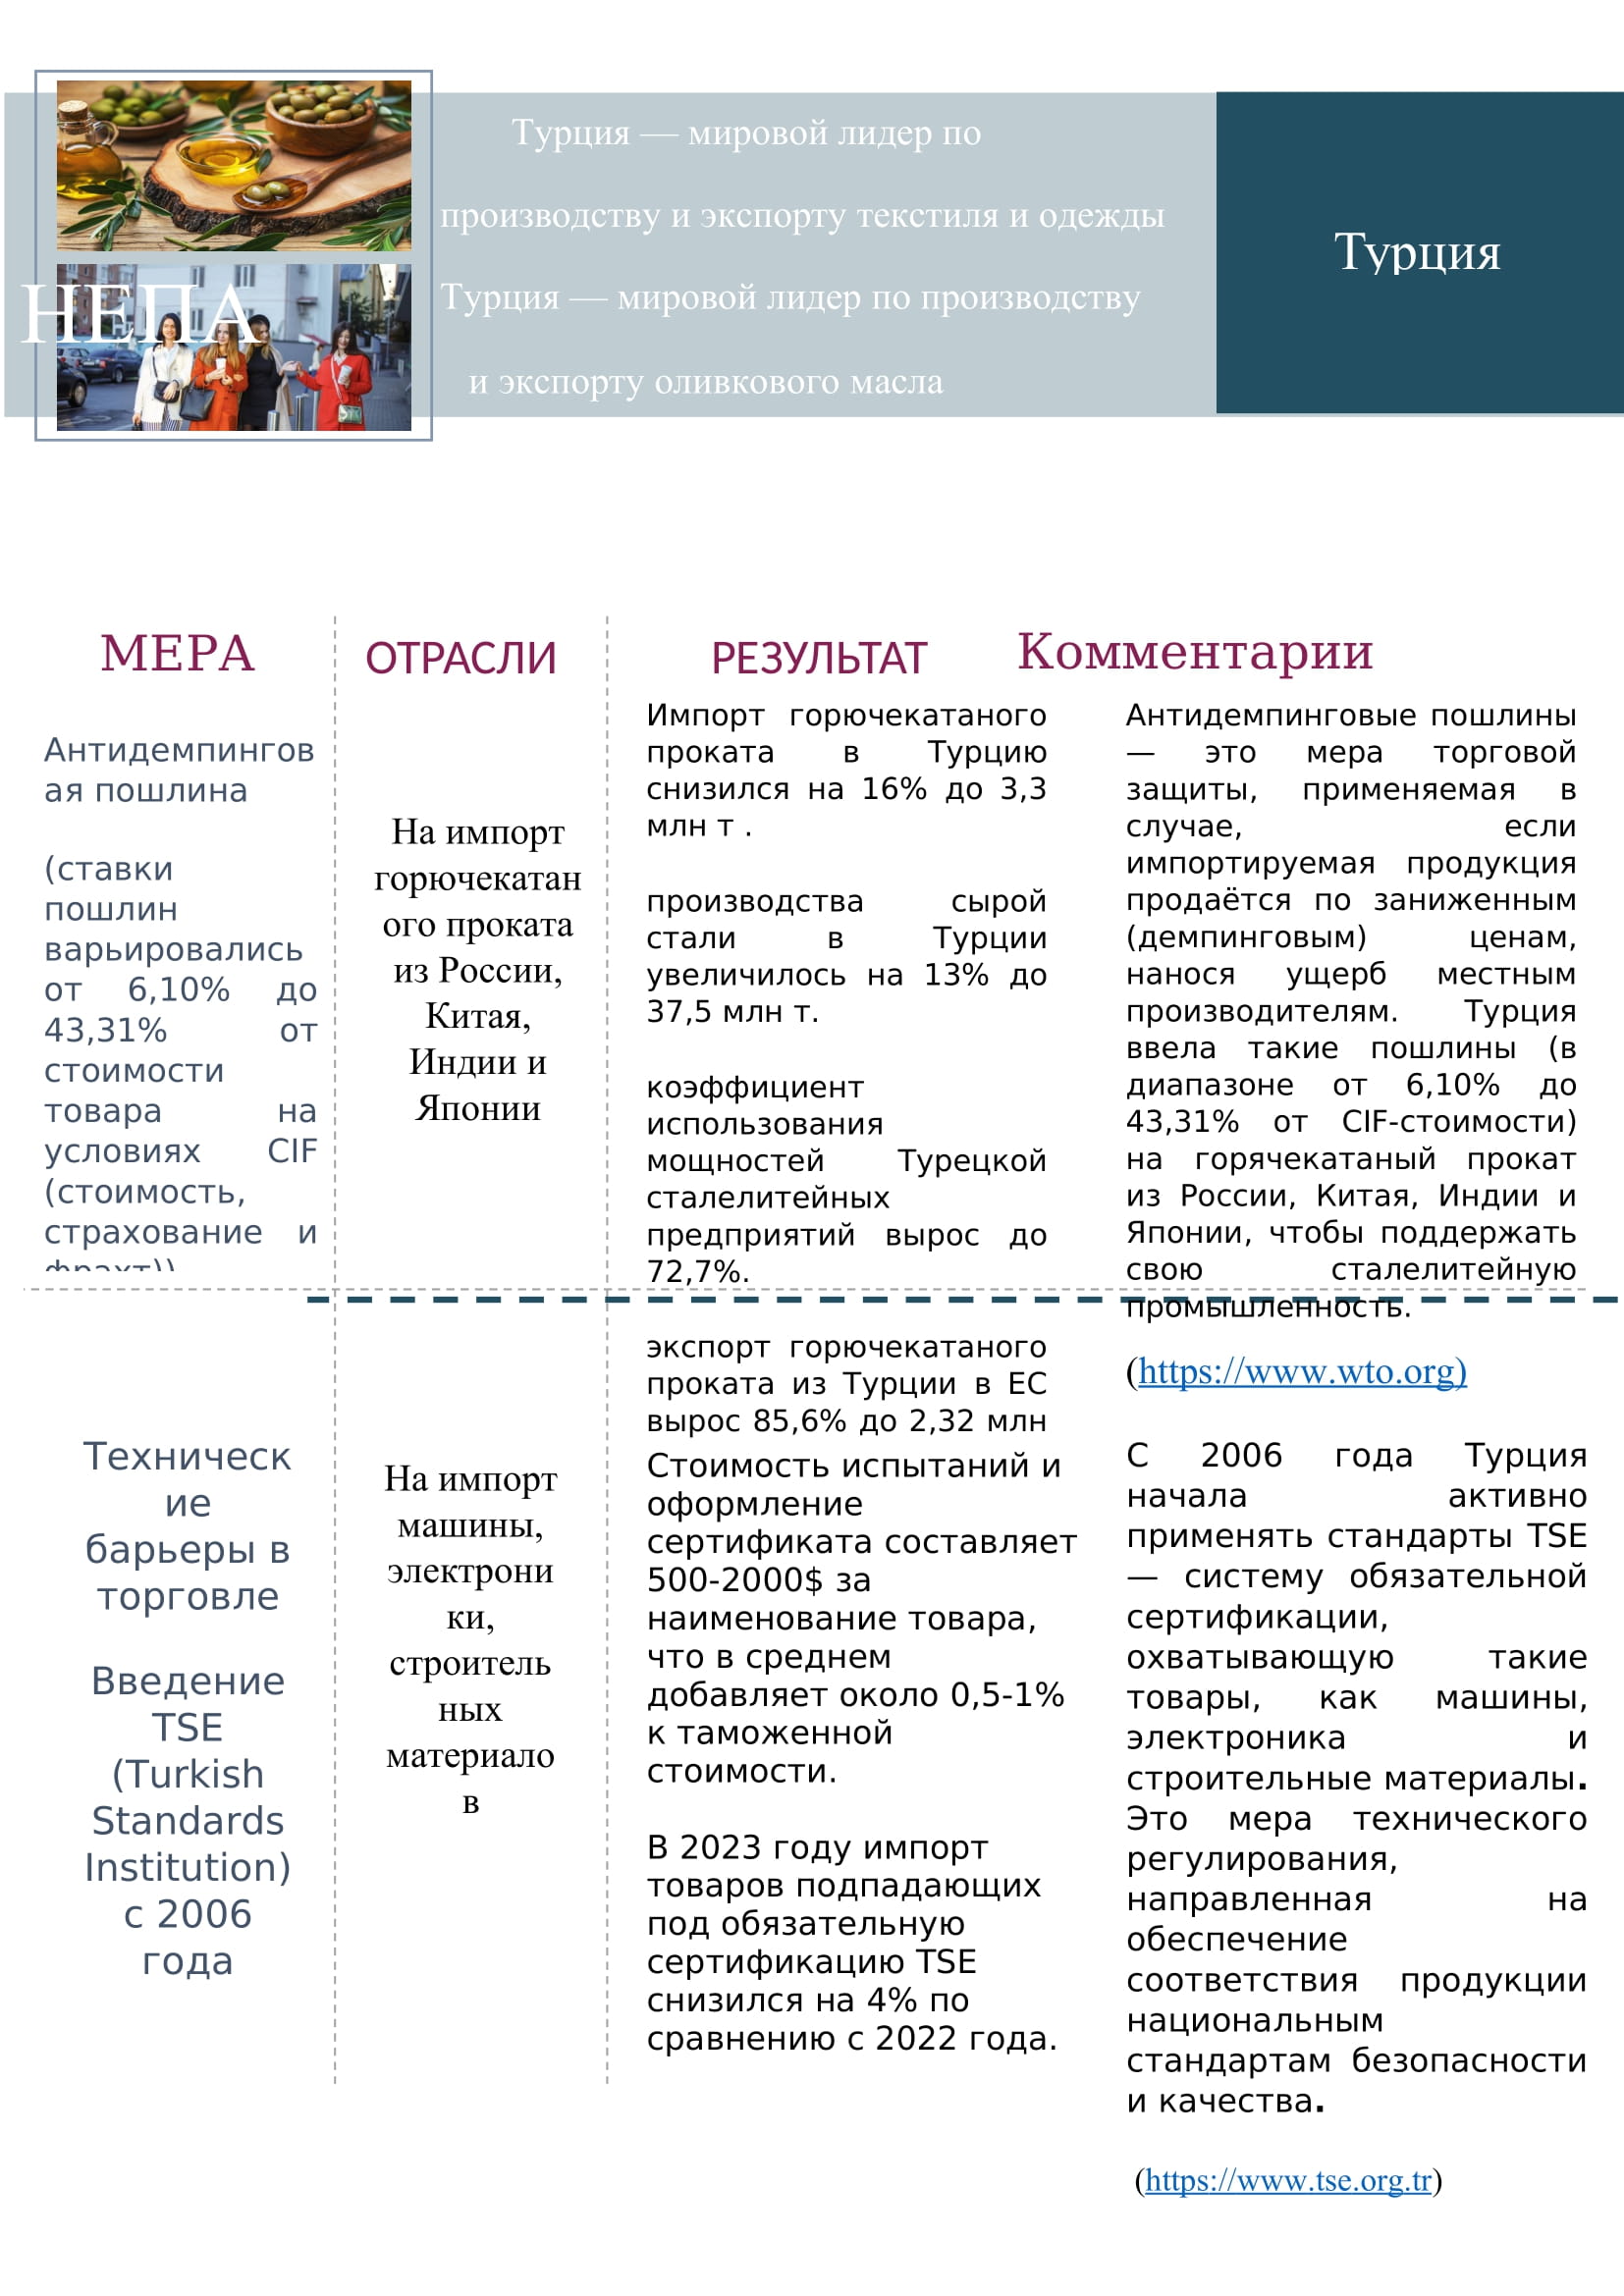 Турция — мировой лидер по
производству и экспорту текстиля и одежды
Турция — мировой лидер по производству
и экспорту оливкового масла
Турция
НЕПА
МЕРА
ОТРАСЛИ
РЕЗУЛЬТАТ
Комментарии
Антидемпингов
ая пошлина
(ставки
пошлин
варьировались
от 6,10% до
43,31% от
стоимости
товара на
условиях CIF
(стоимость,
страхование и
фрахт))
На импорт
горючекатан
ого проката
из России,
Китая,
Индии и
Японии
Импорт горючекатаного
проката в Турцию
снизился на 16% до 3,3
млн т .
производства сырой
стали в Турции
увеличилось на 13% до
37,5 млн т.
коэффициент
использования
мощностей Турецкой
сталелитейных
предприятий вырос до
72,7%.
экспорт горючекатаного
проката из Турции в ЕС
вырос 85,6% до 2,32 млн
Антидемпинговые пошлины
— это мера торговой
защиты, применяемая в
случае, если
импортируемая продукция
продаётся по заниженным
(демпинговым) ценам,
нанося ущерб местным
производителям. Турция
ввела такие пошлины (в
диапазоне от 6,10% до
43,31% от CIF-стоимости)
на горячекатаный прокат
из России, Китая, Индии и
Японии, чтобы поддержать
свою сталелитейную
промышленность.
(https://www.wto.org)
Техническ
ие
барьеры в
торговле
Введение
TSE
(Turkish
Standards
Institution)
с 2006
года
На импорт
машины,
электрони
ки,
строитель
ных
материало
в
Стоимость испытаний и
оформление
сертификата составляет
500-2000$ за
наименование товара,
что в среднем
добавляет около 0,5-1%
к таможенной
стоимости.
В 2023 году импорт
товаров подпадающих
под обязательную
сертификацию TSE
снизился на 4% по
сравнению с 2022 года.
С 2006 года Турция
начала активно
применять стандарты TSE
— систему обязательной
сертификации,
охватывающую такие
товары, как машины,
электроника и
строительные материалы.
Это мера технического
регулирования,
направленная на
обеспечение
соответствия продукции
национальным
стандартам безопасности
и качества.
(https://www.tse.org.tr)